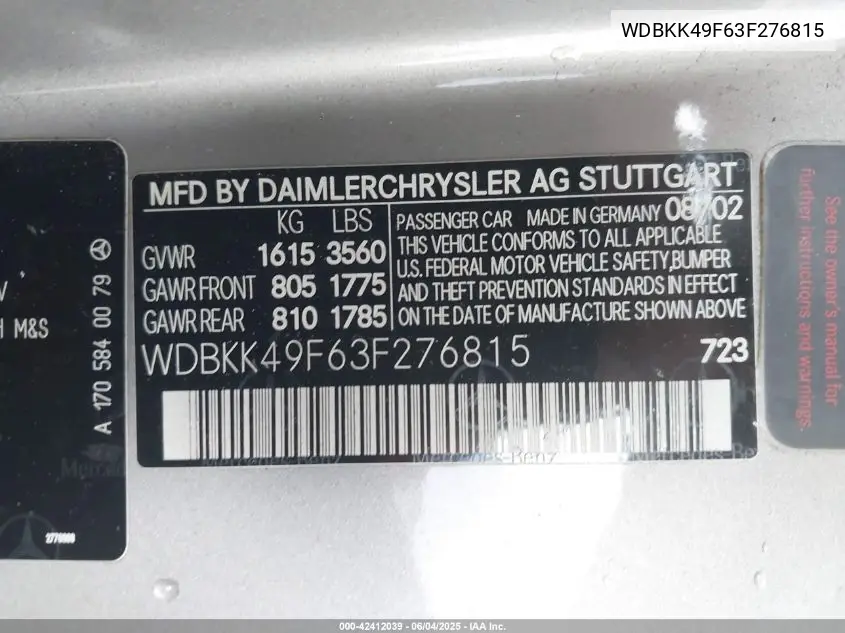 WDBKK49F63F276815
MFD BY DAIMLERCHRYSLER AG STUTTGART
KG LBS
GVWR 1615 3560
GAWR FRONT 805 1775
GAWR REAR 810 1785
PASSENGER CAR MADE IN GERMANY 08/02
THIS VEHICLE CONFORMS TO ALL APPLICABLE
U.S. FEDERAL MOTOR VEHICLE SAFETY,BUMPER
AND THEFT PREVENTION STANDARDS IN EFFECT
ON THE DATE OF MANUFACTURE SHOWN ABOVE
WDBKK49F63F276815 723
Mercedes-Benz
A 170 584 00 79
M&S
See the owner's manual for
further instructions and warnings.
000-42412039 - 06/04/2025 - IAA Inc.